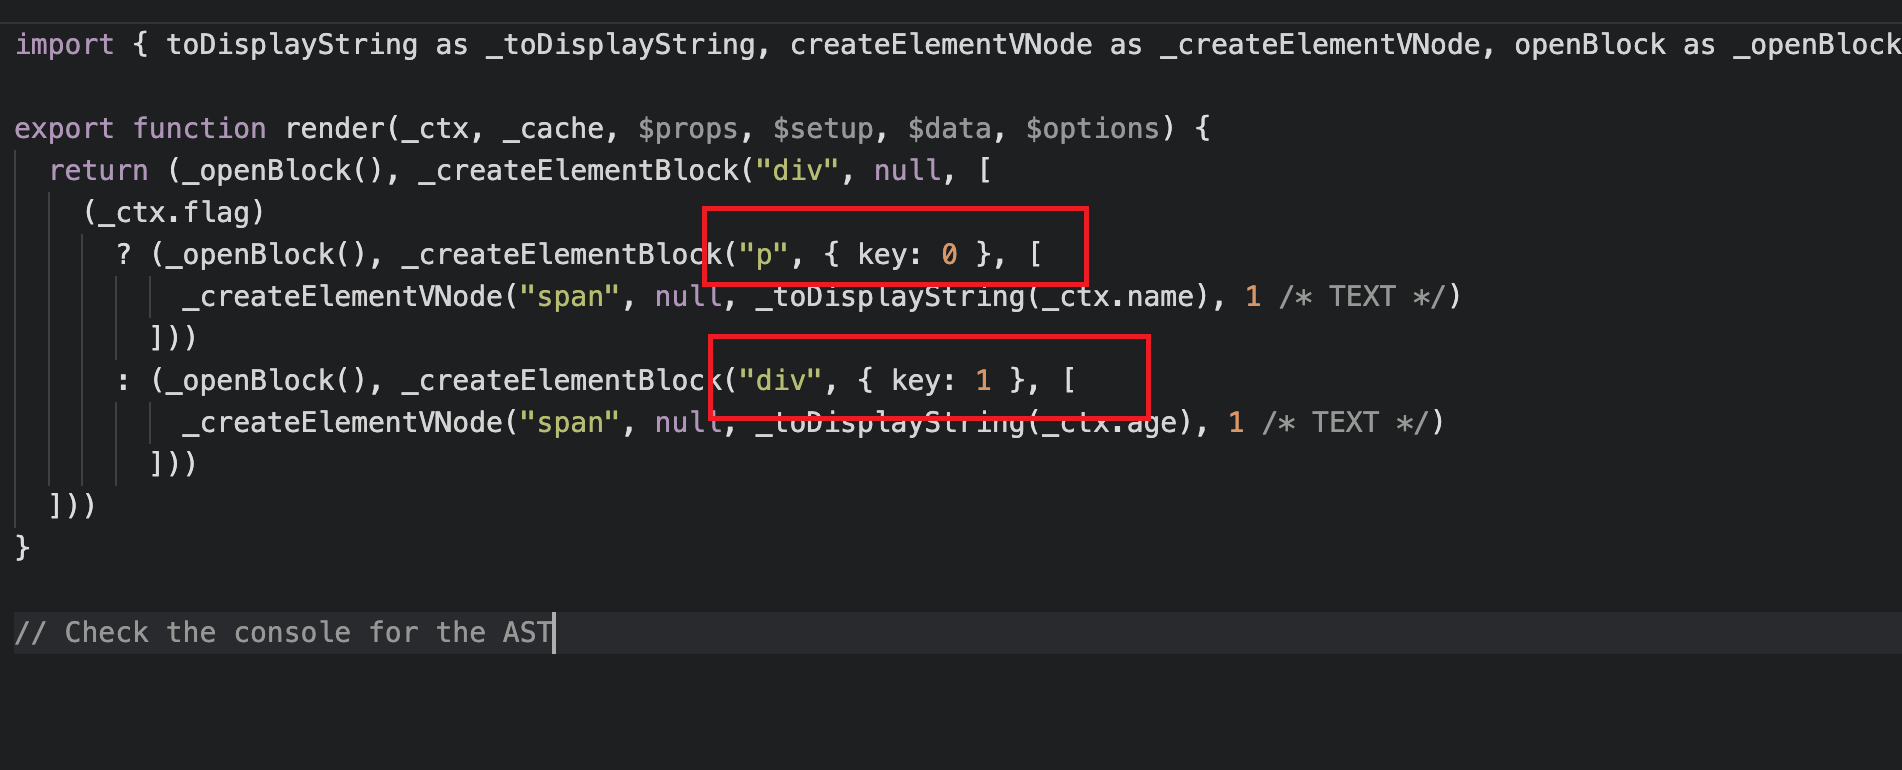 import { toDisplayString as _toDisplayString, createElementVNode as _createElementVNode, openBlock as _openBlock
export function render(_ctx, _cache, $props, $setup, $data, $options) {
return (_openBlock(), _createElementBlock("div", null, [
(_ctx.flag)
? (_openBlock(), _createElementBlock("p", { key: 0 }, [
_createElementVNode("span", null, _toDisplayString(_ctx.name), 1 /* TEXT */)
]))
: (_openBlock(), _createElementBlock("div", { key: 1 }, [
_createElementVNode("span", null, _toDisplayString(_ctx.age), 1 /* TEXT */)
]))
]))
}
// Check the console for the AST